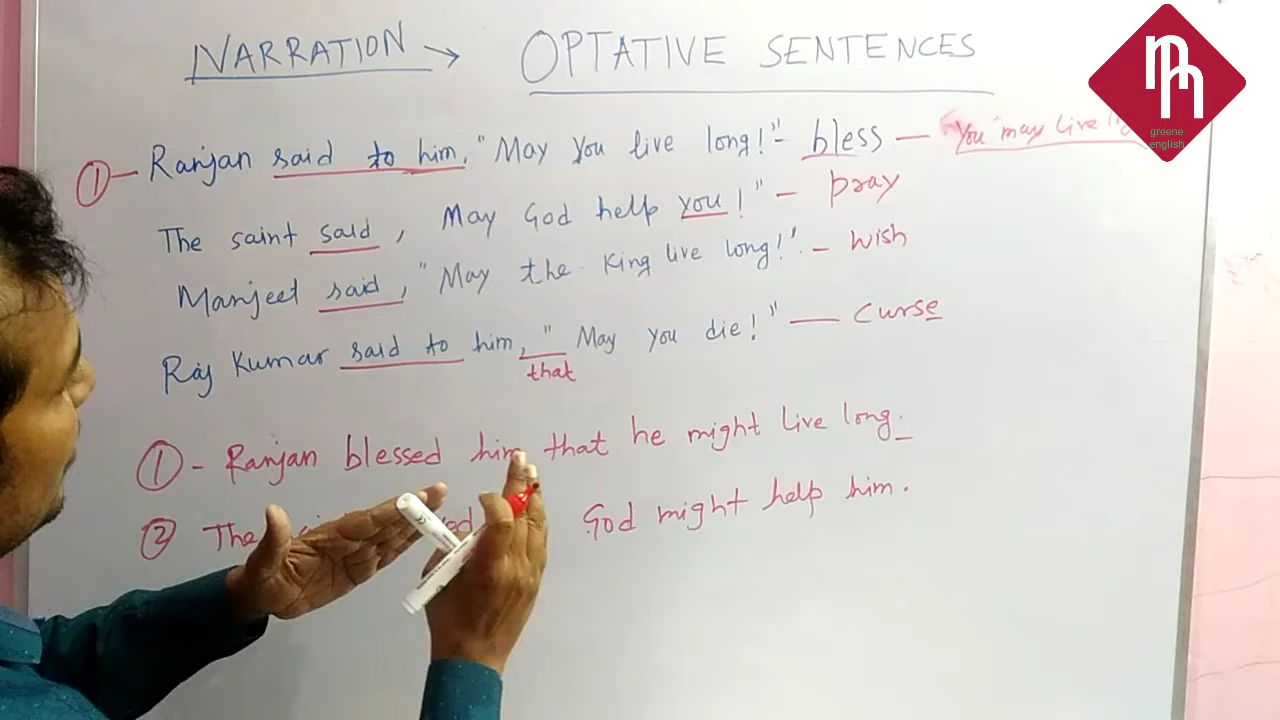 NARRATION → OPTATIVE SENTENCES
①— Ranjan said to him, "May you live long!" - bless — "You may live
The saint said, May God help you!" - pray
Manjeet said, "May the King live long!" - wish
Raj Kumar said to him, " May you die!" — curse
that
① - Ranjan blessed him that he might live long.
② The God might help him.
greene
english